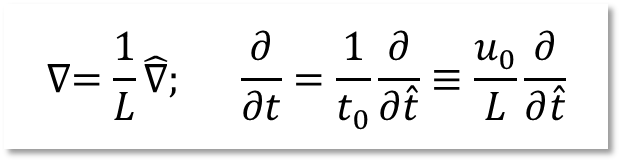 ∇= 1/L ∇̂; ∂/∂t = 1/t₀ ∂/∂t̂ ≡ u₀/L ∂/∂t̂